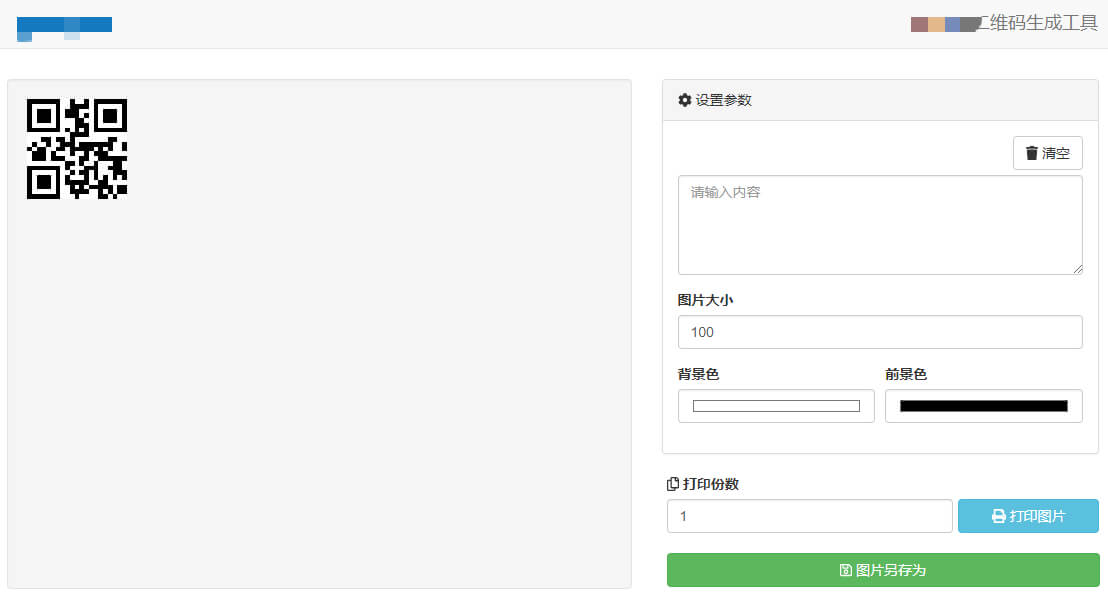 二维码生成工具
设置参数
清空
请输入内容
图片大小
100
背景色
前景色
打印份数
1
打印图片
图片另存为